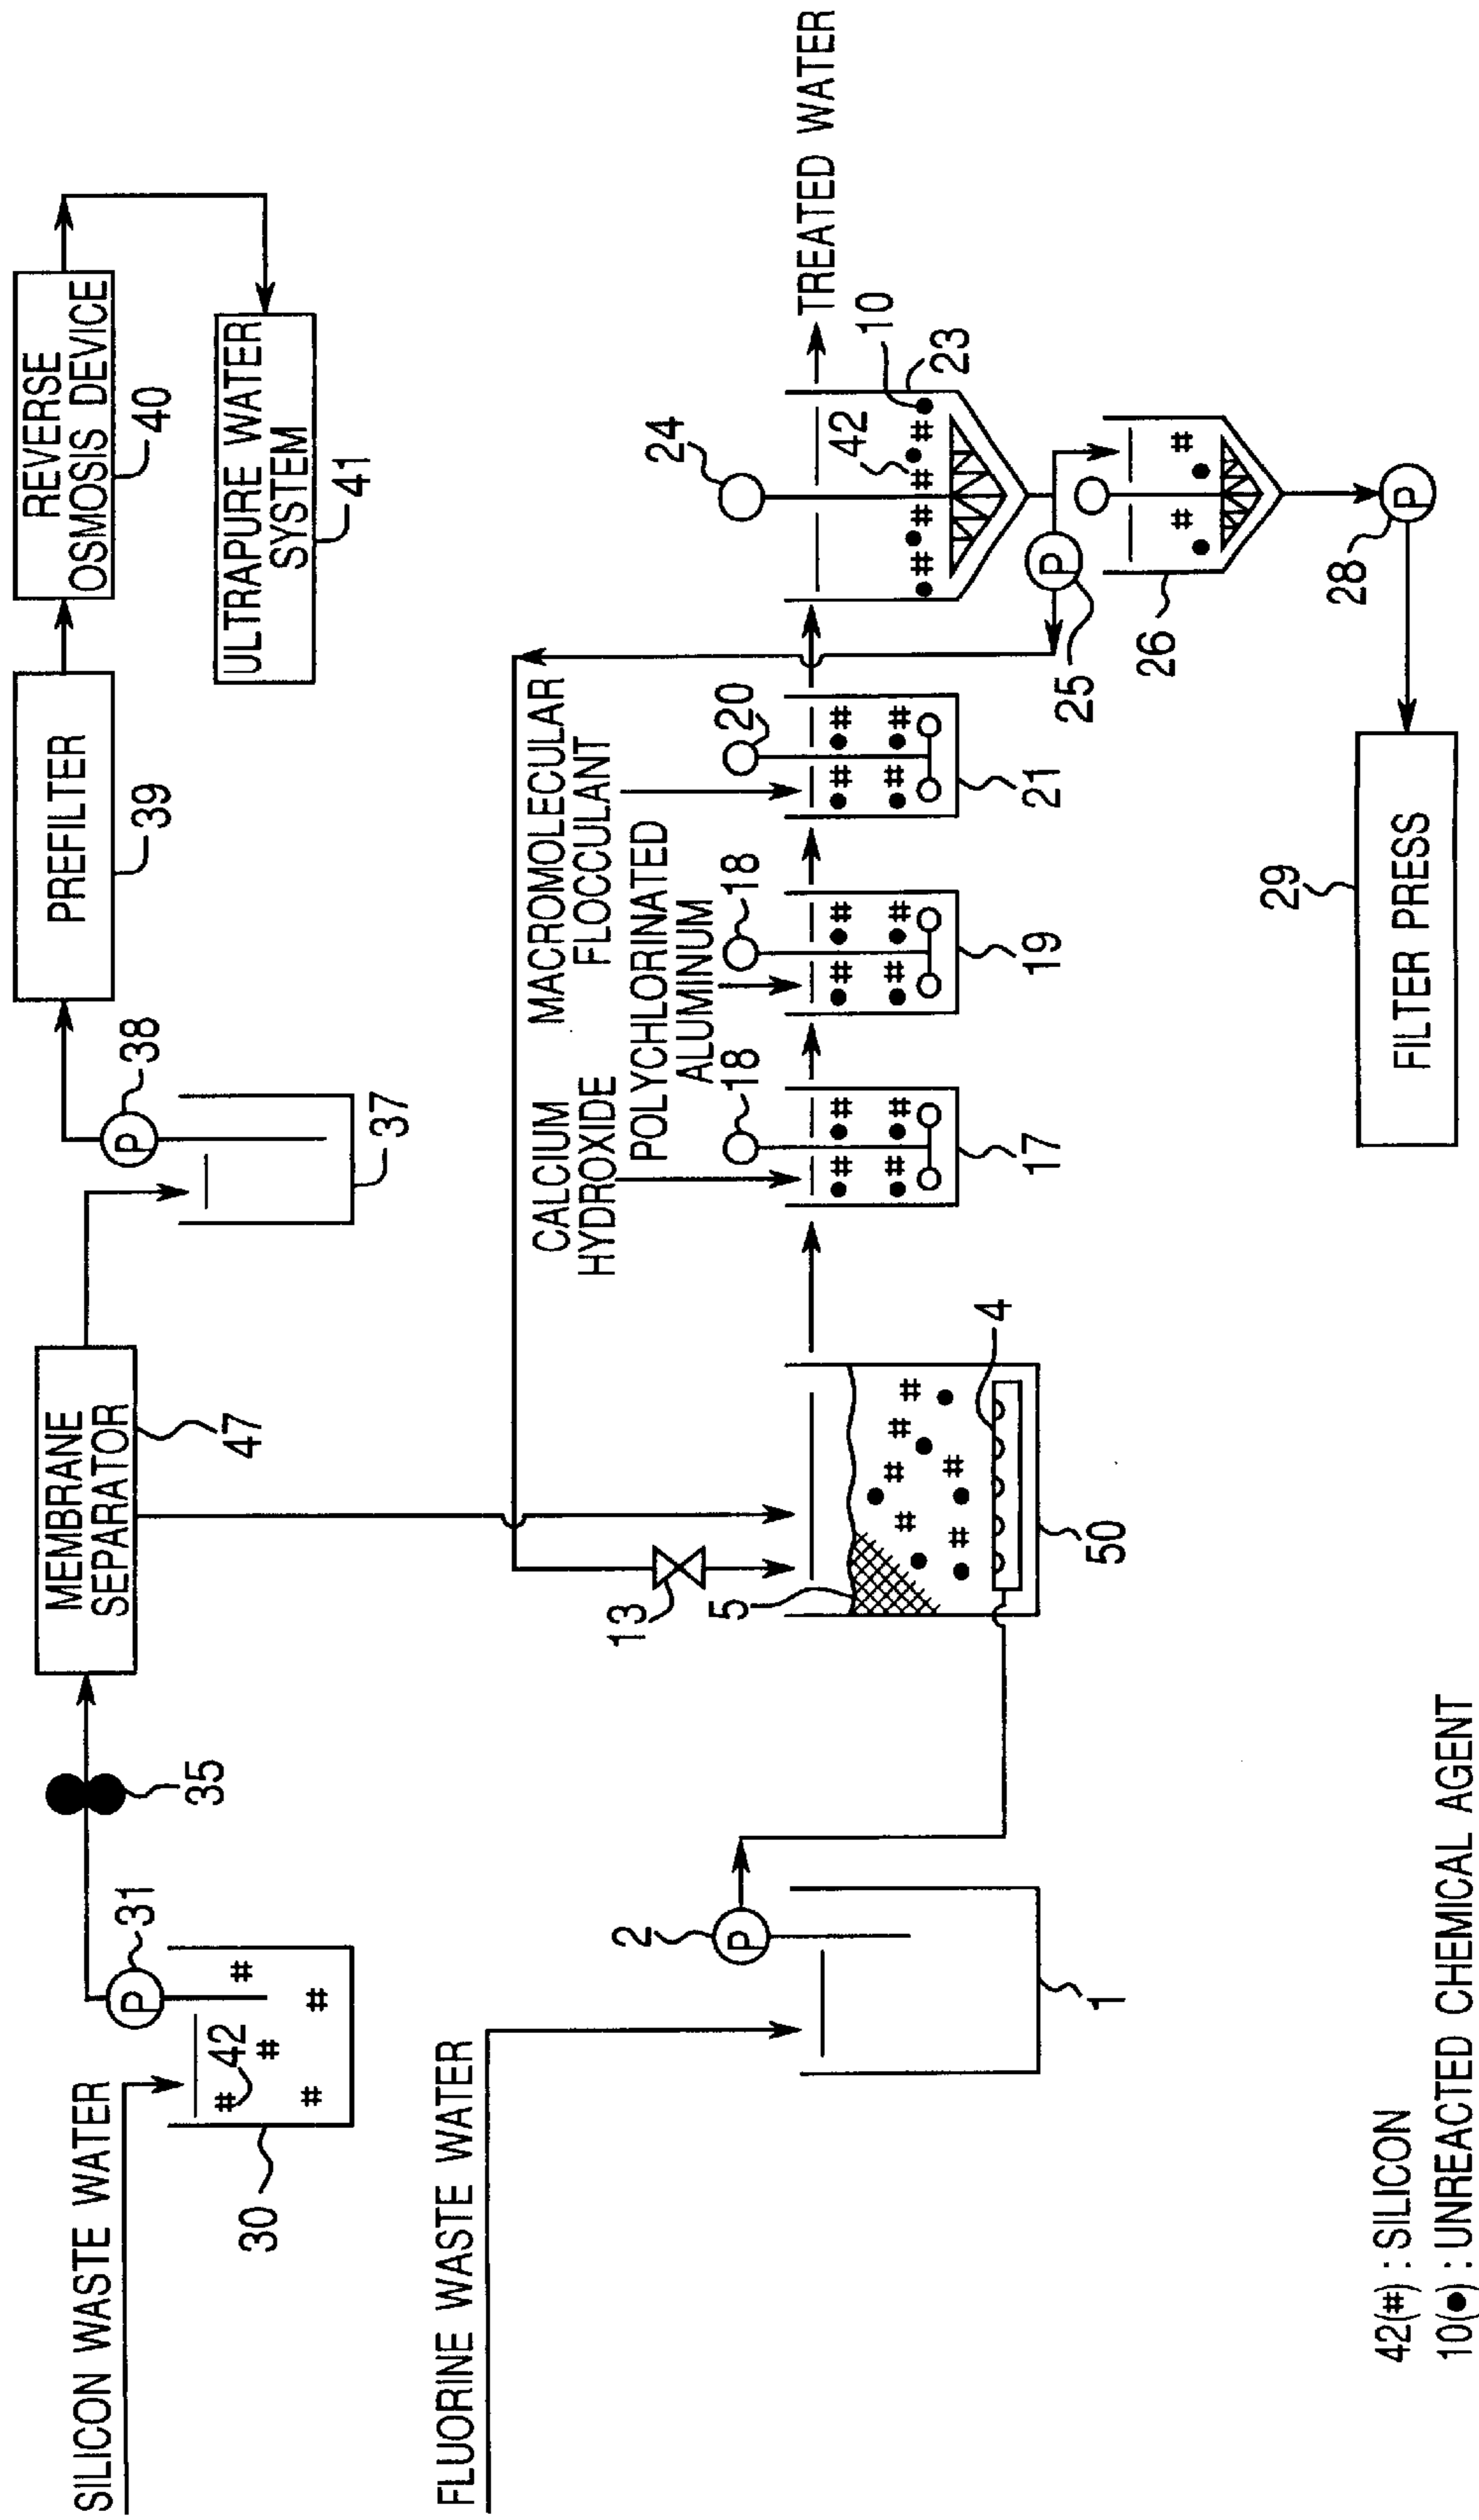 SILICON WASTE WATER
30
42
31
35
MEMBRANE
SEPARATOR
47
37
38
P
P
PREFILTER
39
REVERSE
OSMOSIS DEVICE
40
ULTRAPURE WATER
SYSTEM
41
FLUORINE WASTE WATER
1
2
P
13
5
4
50
CALCIUM
HYDROXIDE
18
17
POLYCHLORINATED
ALUMINUM
18
19
MACROMOLECULAR
FLOCCULANT
20
21
24
42
10
23
TREATED WATER
P
25
26
P
28
29
FILTER PRESS
42(#) : SILICON
10(●) : UNREACTED CHEMICAL AGENT